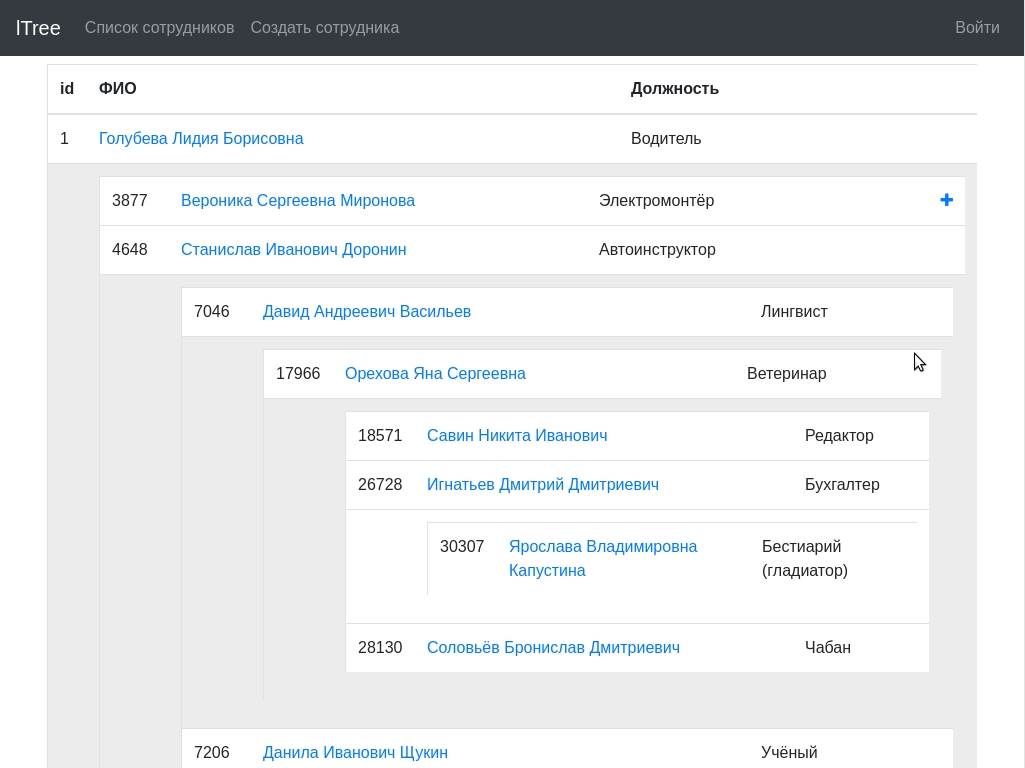 lTree Список сотрудников Создать сотрудника Войти
id ФИО Должность
1 Голубева Лидия Борисовна Водитель
3877 Вероника Сергеевна Миронова Электромонтёр
4648 Станислав Иванович Доронин Автоинструктор
7046 Давид Андреевич Васильев Лингвист
17966 Орехова Яна Сергеевна Ветеринар
18571 Савин Никита Иванович Редактор
26728 Игнатьев Дмитрий Дмитриевич Бухгалтер
30307 Ярослава Владимировна Бестиарий
Капустина (гладиатор)
28130 Соловьёв Бронислав Дмитриевич Чабан
7206 Данила Иванович Щукин Учёный